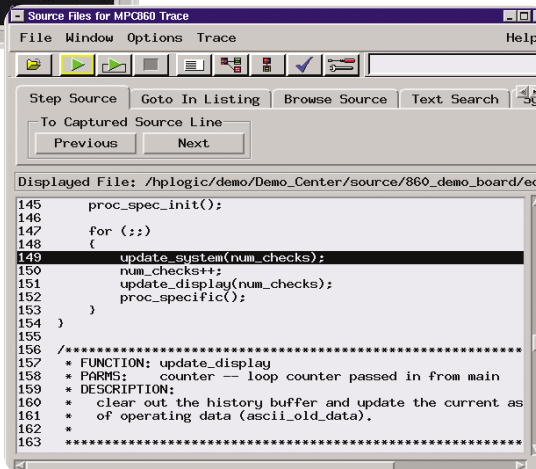 Source Files for MPC860 Trace
File Window Options Trace Help
Step Source Goto In Listing Browse Source Text Search
To Captured Source Line
Previous Next
Displayed File: /hplogic/demo/Demo_Center/source/860_demo_board/ec
145 proc_spec_init();
146
147 for (;;)
148 {
149 update_system(num_checks);
150 num_checks++;
151 update_display(num_checks);
152 proc_specific();
153 }
154 }
155
156 /************************************************************
157 * FUNCTION: update_display
158 * PARMS: counter -- loop counter passed in from main
159 * DESCRIPTION:
160 * clear out the history buffer and update the current as
161 * of operating data (ascii_old_data).
162 *
163 ************************************************************